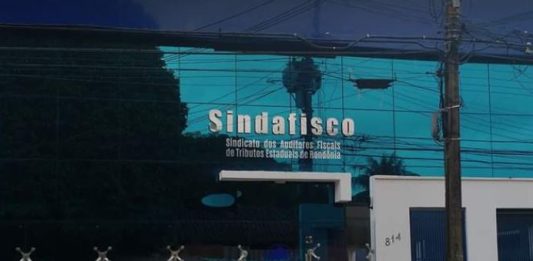 Sindafisco
Sindicato dos Auditores Fiscais
de Tributos Estaduais de Rondônia
814